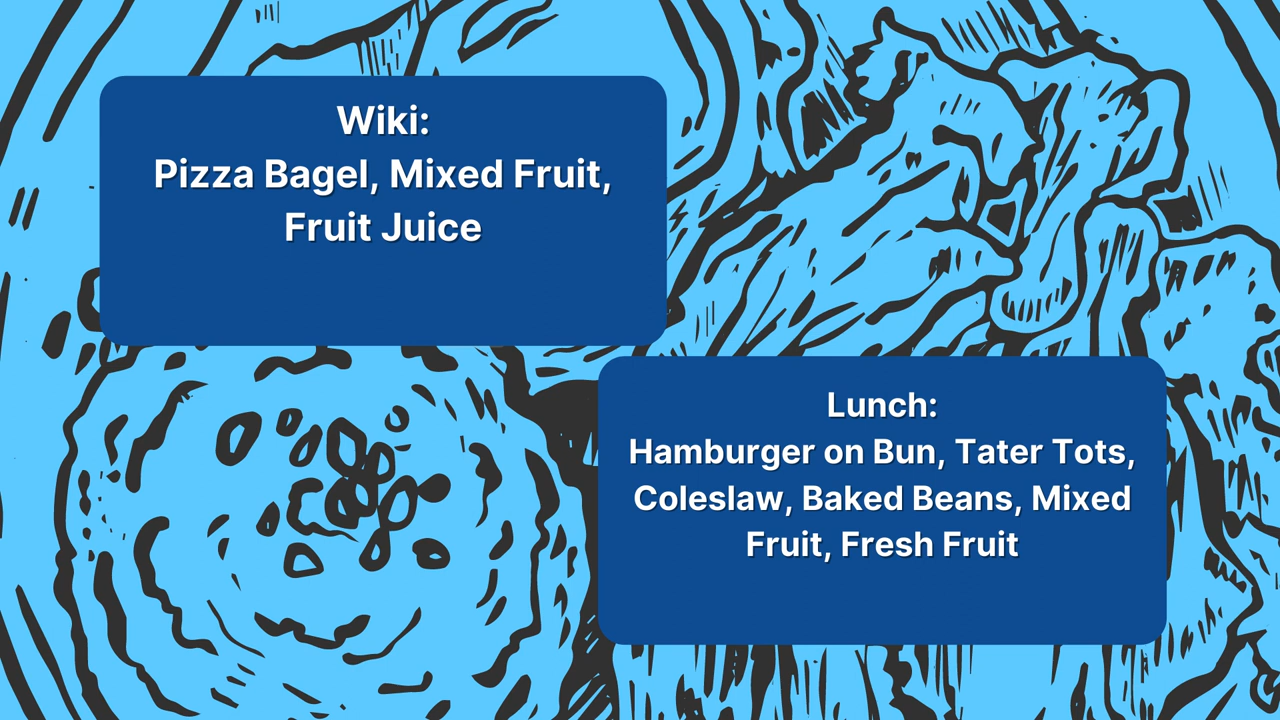 Wiki:
Pizza Bagel, Mixed Fruit,
Fruit Juice
Lunch:
Hamburger on Bun, Tater Tots,
Coleslaw, Baked Beans, Mixed
Fruit, Fresh Fruit